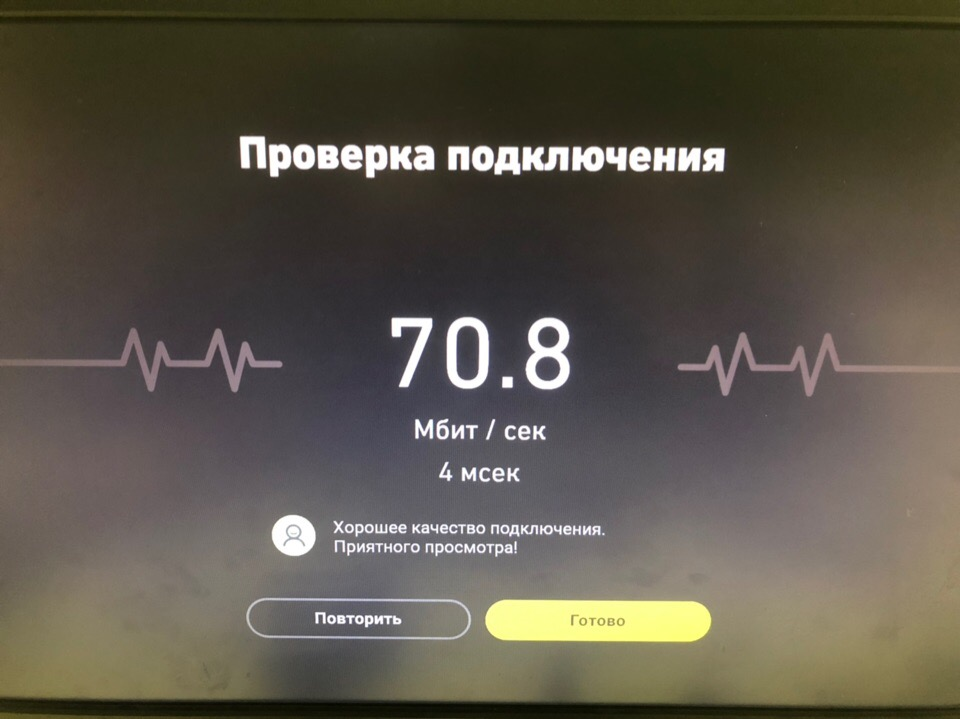 Проверка подключения
70.8
Мбит / сек
4 мсек
Хорошее качество подключения.
Приятного просмотра!
Повторить
Готово